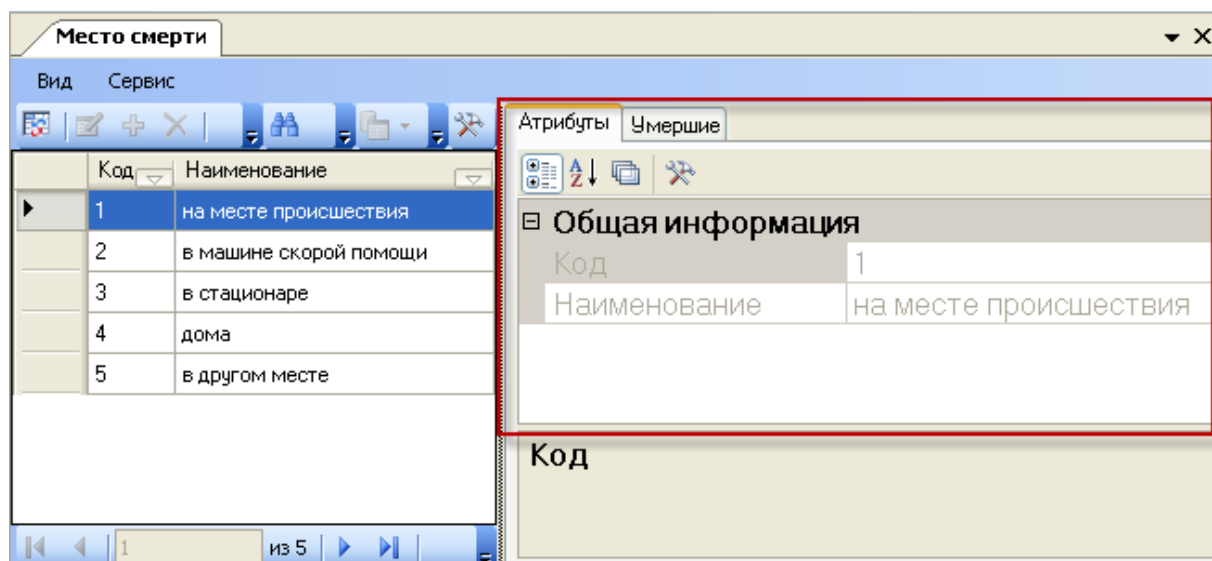 Место смерти
Вид Сервис
Код Наименование
1 на месте происшествия
2 в машине скорой помощи
3 в стационаре
4 дома
5 в другом месте
1 из 5
Атрибуты Умершие
Общая информация
Код 1
Наименование на месте происшествия
Код